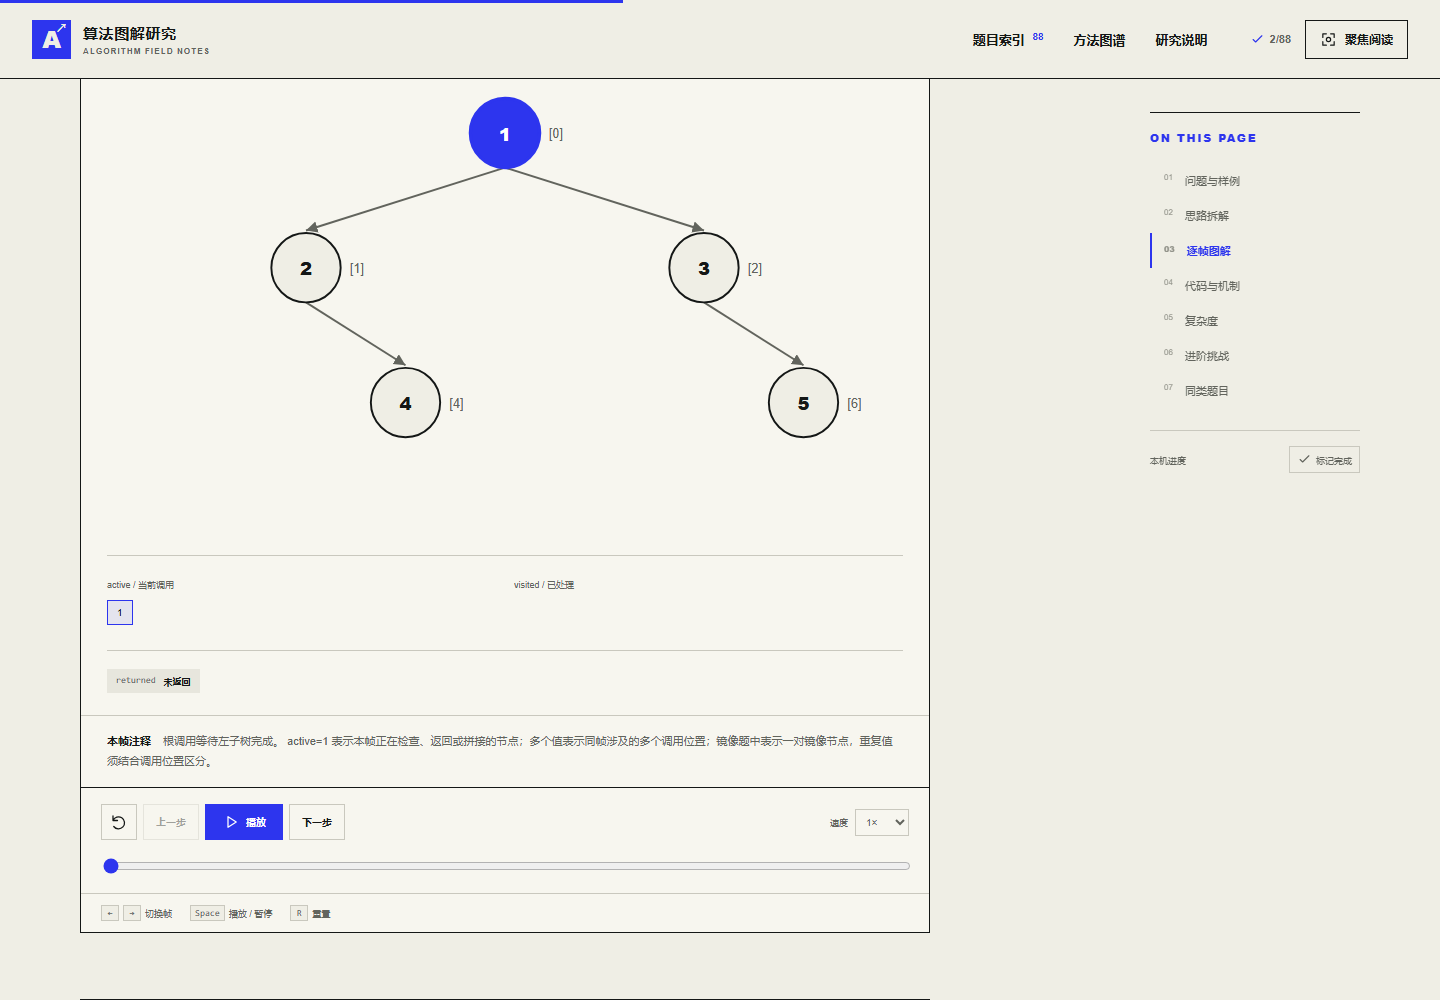 A
算法图解研究
ALGORITHM FIELD NOTES
题目索引 88
方法图谱
研究说明
2/88
聚焦阅读
1 [0]
2 [1]
3 [2]
4 [4]
5 [6]
active / 当前调用
visited / 已处理
1
returned 未返回
本帧注释 根调用等待左子树完成。 active=1 表示本帧正在检查、返回或拼接的节点；多个值表示同帧涉及的多个调用位置；镜像题中表示一对镜像节点，重复值
须结合调用位置区分。
上一步
播放
下一步
速度
1×
← → 切换帧
Space 播放 / 暂停
R 重置
ON THIS PAGE
01 问题与样例
02 思路拆解
03 逐帧图解
04 代码与机制
05 复杂度
06 进阶挑战
07 同类题目
本机进度
标记完成